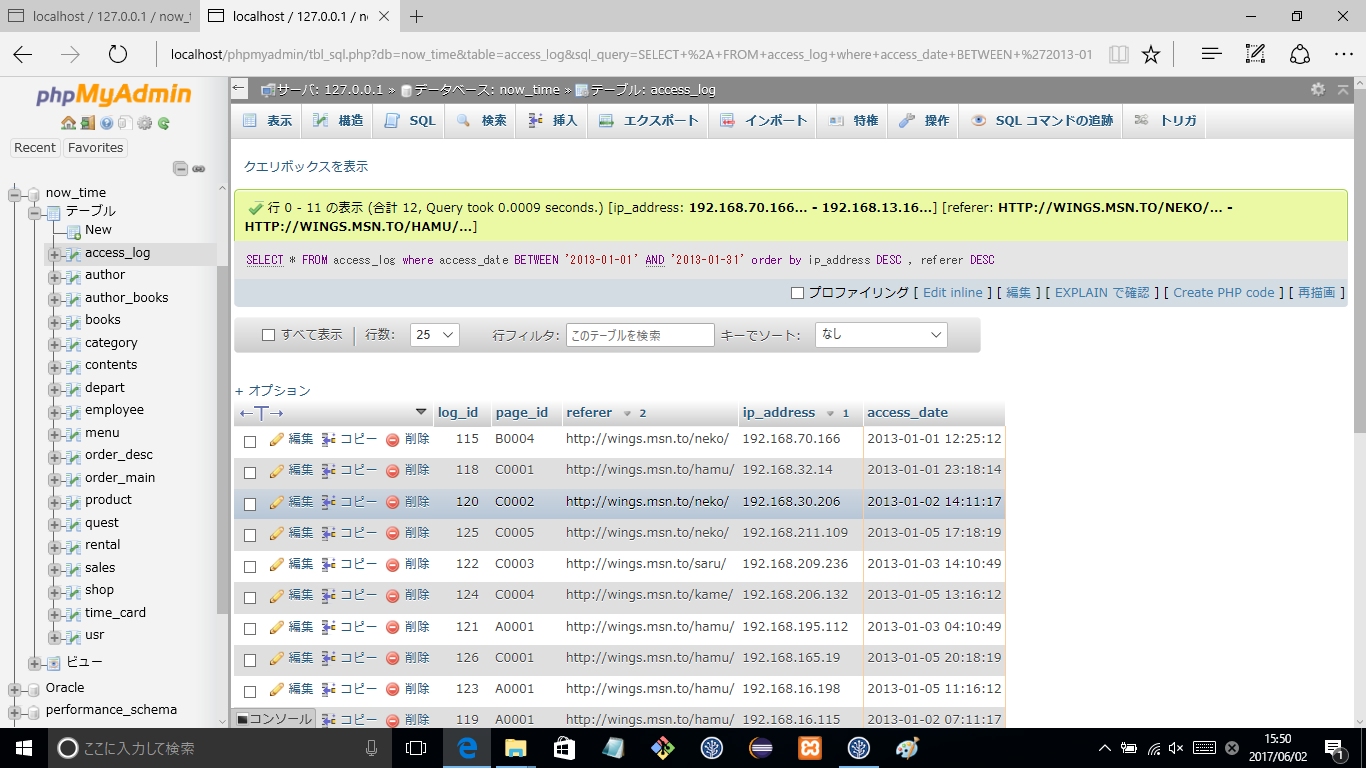 localhost / 127.0.0.1 / now_t
localhost / 127.0.0.1 / no
localhost/phpmyadmin/tbl_sql.php?db=now_time&table=access_log&sql_query=SELECT+%2A+FROM+access_log+where+access_date+BETWEEN+%272013-01
phpMyAdmin
Recent Favorites
now_time
テーブル
New
access_log
author
author_books
books
category
contents
depart
employee
menu
order_desc
order_main
product
quest
rental
sales
shop
time_card
usr
ビュー
Oracle
performance_schema
サーバ: 127.0.0.1 » データベース: now_time » テーブル: access_log
表示 構造 SQL 検索 挿入 エクスポート インポート 特権 操作 SQL コマンドの追跡 トリガ
クエリボックスを表示
行 0 - 11 の表示 (合計 12, Query took 0.0009 seconds.) [ip_address: 192.168.70.166... - 192.168.13.16...] [referer: HTTP://WINGS.MSN.TO/NEKO/... -
HTTP://WINGS.MSN.TO/HAMU/...]
SELECT * FROM access_log where access_date BETWEEN '2013-01-01' AND '2013-01-31' order by ip_address DESC , referer DESC
プロファイリング [ Edit inline ] [ 編集 ] [ EXPLAIN で確認 ] [ Create PHP code ] [ 再描画 ]
すべて表示 行数: 25 行フィルタ: このテーブルを検索 キーでソート: なし
+ オプション
←T→ log_id page_id referer 2 ip_address 1 access_date
編集 コピー 削除 115 B0004 http://wings.msn.to/neko/ 192.168.70.166 2013-01-01 12:25:12
編集 コピー 削除 118 C0001 http://wings.msn.to/hamu/ 192.168.32.14 2013-01-01 23:18:14
編集 コピー 削除 120 C0002 http://wings.msn.to/neko/ 192.168.30.206 2013-01-02 14:11:17
編集 コピー 削除 125 C0005 http://wings.msn.to/neko/ 192.168.211.109 2013-01-05 17:18:19
編集 コピー 削除 122 C0003 http://wings.msn.to/saru/ 192.168.209.236 2013-01-03 14:10:49
編集 コピー 削除 124 C0004 http://wings.msn.to/kame/ 192.168.206.132 2013-01-05 13:16:12
編集 コピー 削除 121 A0001 http://wings.msn.to/hamu/ 192.168.195.112 2013-01-03 04:10:49
編集 コピー 削除 126 C0001 http://wings.msn.to/hamu/ 192.168.165.19 2013-01-05 20:18:19
編集 コピー 削除 123 A0001 http://wings.msn.to/hamu/ 192.168.16.198 2013-01-05 11:16:12
コンソール コピー 削除 119 A0001 http://wings.msn.to/hamu/ 192.168.16.115 2013-01-02 07:11:17
ここに入力して検索
15:50
2017/06/02
1